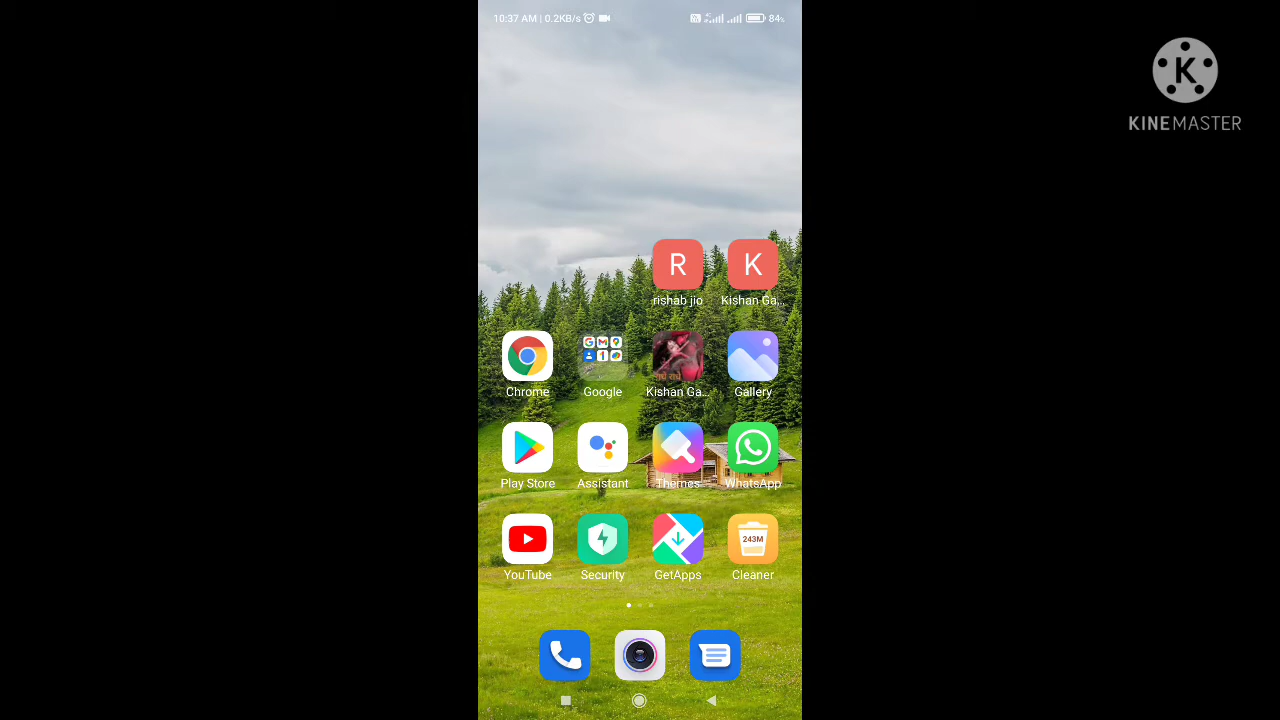 10:37 AM | 0.2KB/s
84%
K
KINEMASTER
R
K
rishab jio
Kishan Ga...
राधे राधे
Chrome
Google
Kishan Ga...
Gallery
Play Store
Assistant
Themes
WhatsApp
243M
YouTube
Security
GetApps
Cleaner